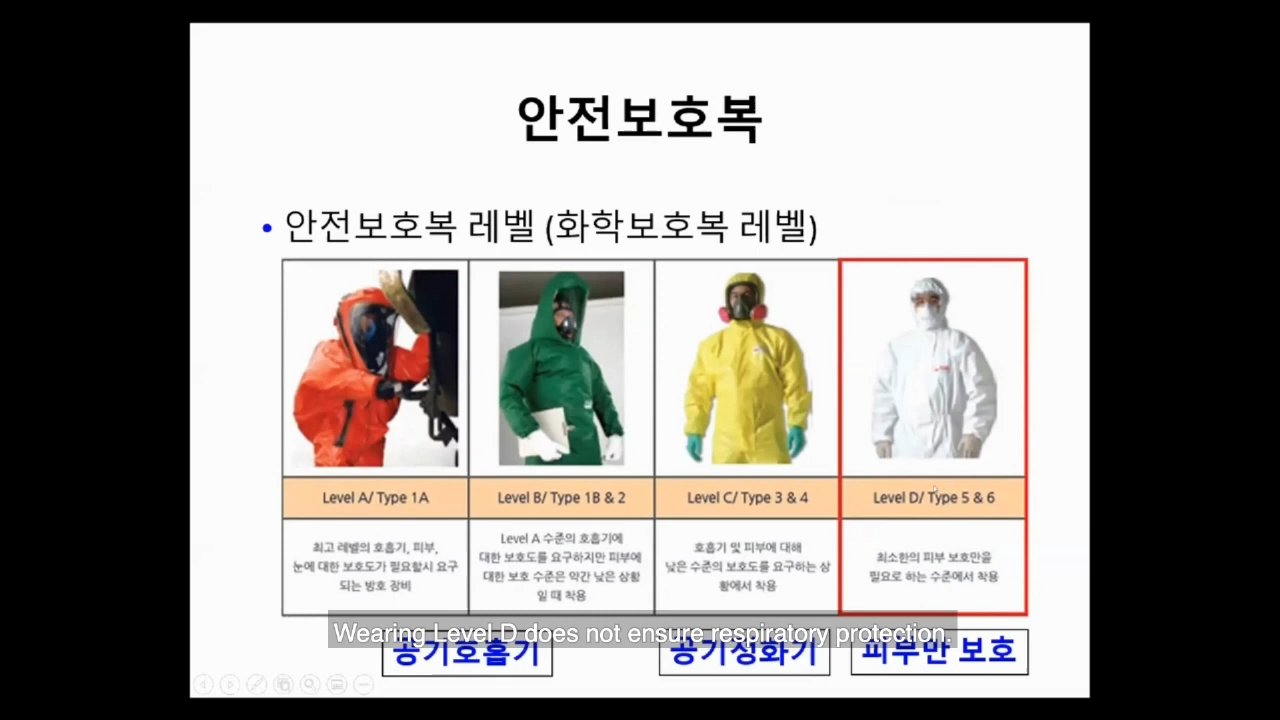 안전보호복
• 안전보호복 레벨 (화학보호복 레벨)
Level A/ Type 1A
Level B/ Type 1B & 2
Level C/ Type 3 & 4
Level D/ Type 5 & 6
최고 레벨의 호흡기, 피부,
눈에 대한 보호도가 필요할시 요구
되는 방호 장비
Level A 수준의 호흡기에
대한 보호도를 요구하지만 피부에
대한 보호 수준은 약간 낮은 상황
일 때 착용
호흡기 및 피부에 대해
낮은 수준의 보호도를 요구하는 상
황에서 착용
최소한의 피부 보호만을
필요로 하는 수준에서 착용
Wearing Level D does not ensure respiratory protection.
공기호흡기
공기정화기
피부만 보호